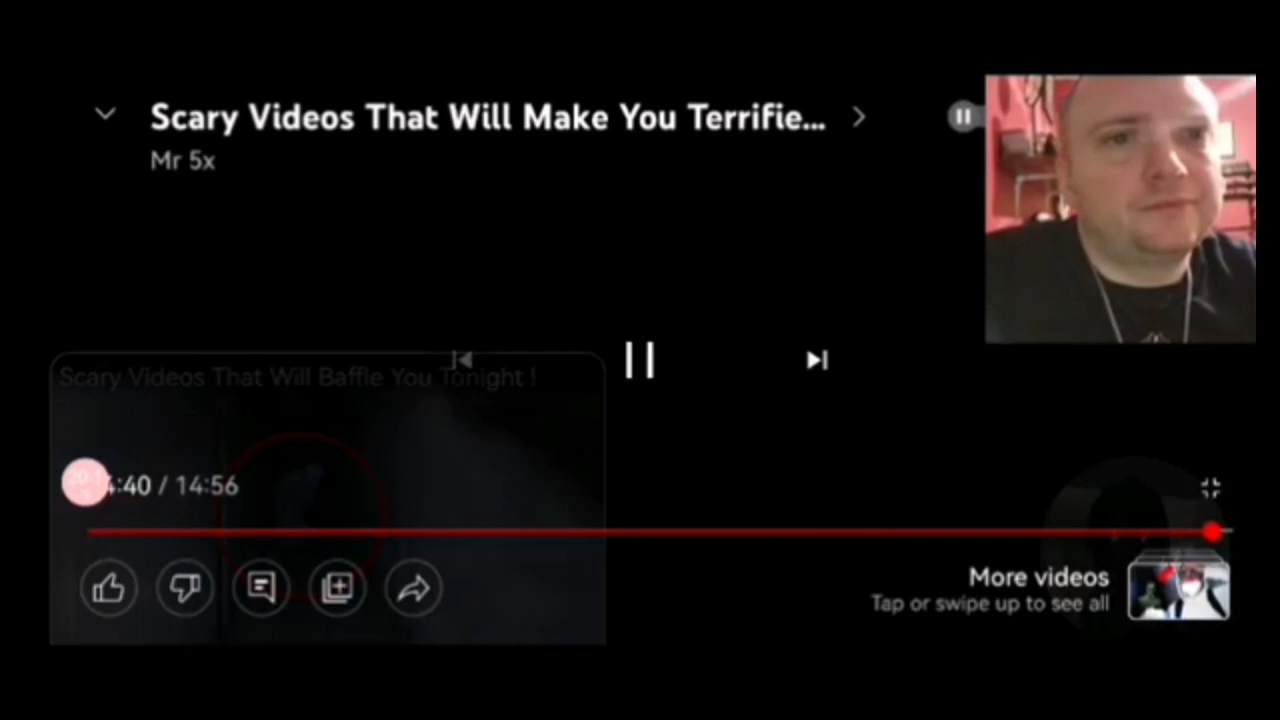 Scary Videos That Will Make You Terrifie...
Mr 5x
Scary Videos That Will Baffle You Tonight !
4:40 / 14:56
More videos
Tap or swipe up to see all